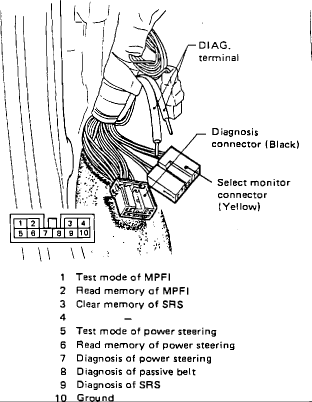 DIAG.
terminal
Diagnosis
connector (Black)
Select monitor
connector
(Yellow)
1 2 3 4
5 6 7 8 9 10
1 Test mode of MPFI
2 Read memory of MPFI
3 Clear memory of SRS
4 —
5 Test mode of power steering
6 Read memory of power steering
7 Diagnosis of power steering
8 Diagnosis of passive belt
9 Diagnosis of SRS
10 Ground